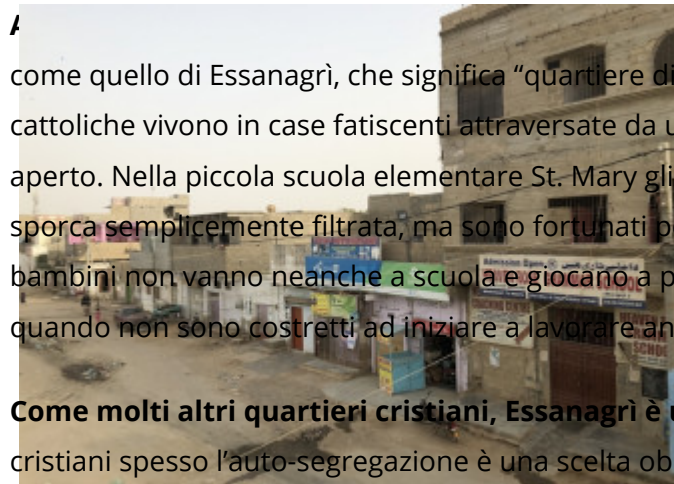 come quello di Essanagrì, che significa “quartiere di
cattoliche vivono in case fatiscenti attraversate da
aperto. Nella piccola scuola elementare St. Mary gli
sporca semplicemente filtrata, ma sono fortunati
bambini non vanno neanche a scuola e giocano a
quando non sono costretti ad iniziare a lavorare
Admission Open
Come molti altri quartieri cristiani, Essanagrì è
cristiani spesso l’auto-segregazione è una scelta